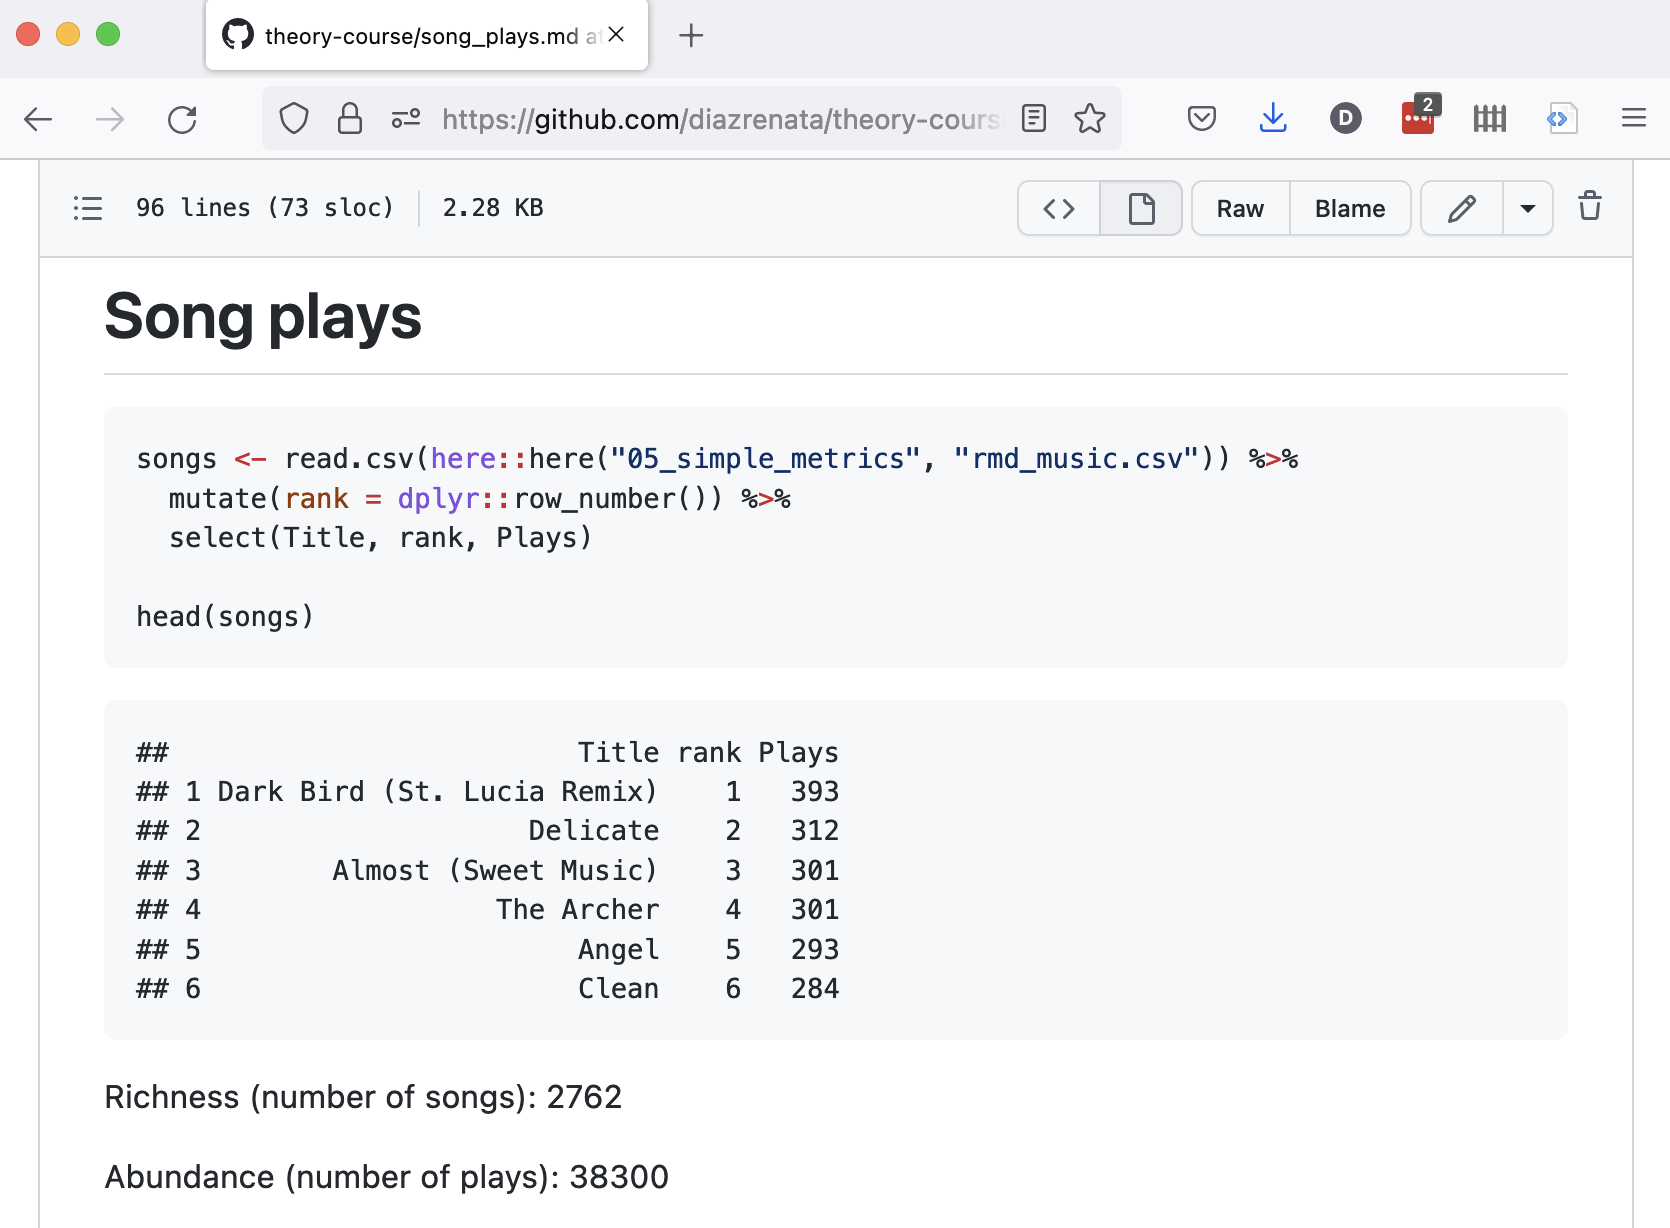 theory-course/song_plays.md at
https://github.com/diazrenata/theory-cours
D
2
96 lines (73 sloc)
2.28 KB
Raw
Blame
Song plays
songs <- read.csv(here::here("05_simple_metrics", "rmd_music.csv")) %>%
mutate(rank = dplyr::row_number()) %>%
select(Title, rank, Plays)
head(songs)
## Title rank Plays
## 1 Dark Bird (St. Lucia Remix) 1 393
## 2 Delicate 2 312
## 3 Almost (Sweet Music) 3 301
## 4 The Archer 4 301
## 5 Angel 5 293
## 6 Clean 6 284
Richness (number of songs): 2762
Abundance (number of plays): 38300